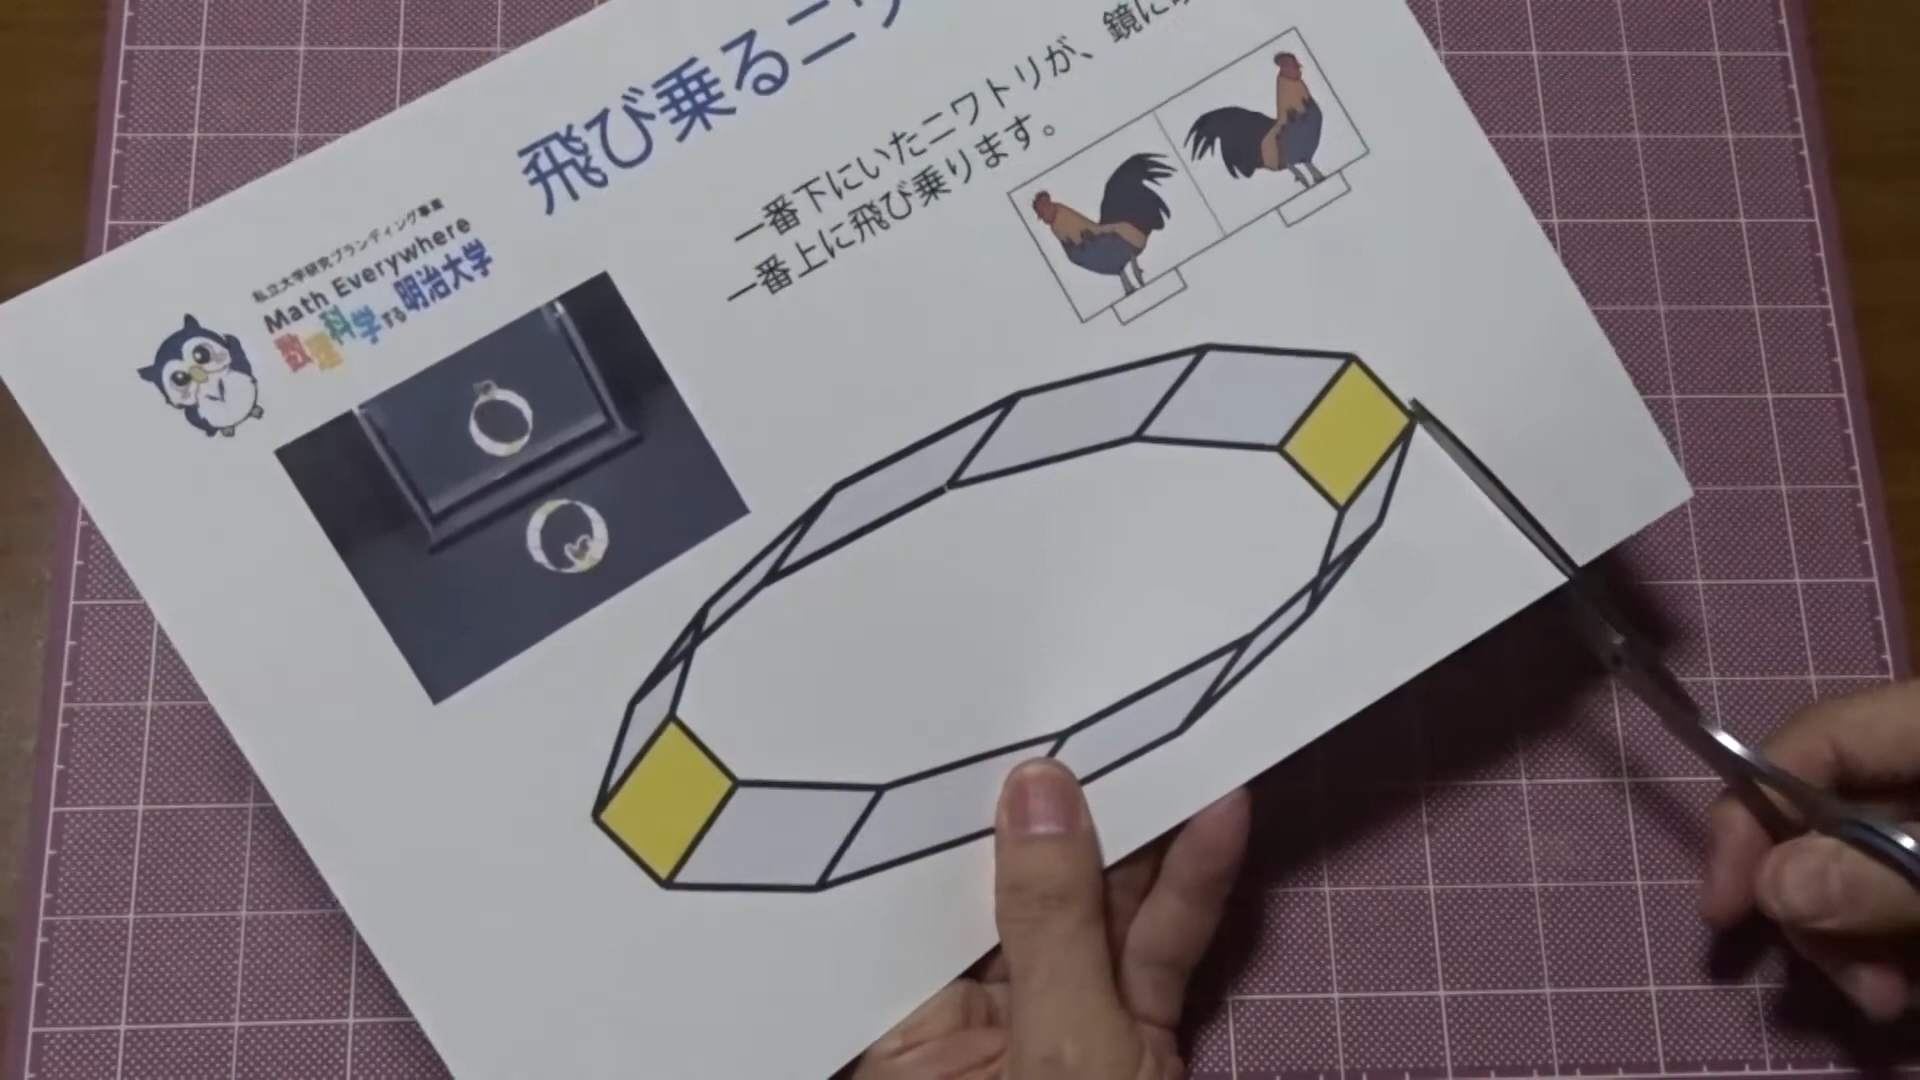 飛び乗るニワ
一番下にいたニワトリが、鏡に
一番上に飛び乗ります。
私立大学研究ブランディング事業
Math Everywhere
数理科学する明治大学